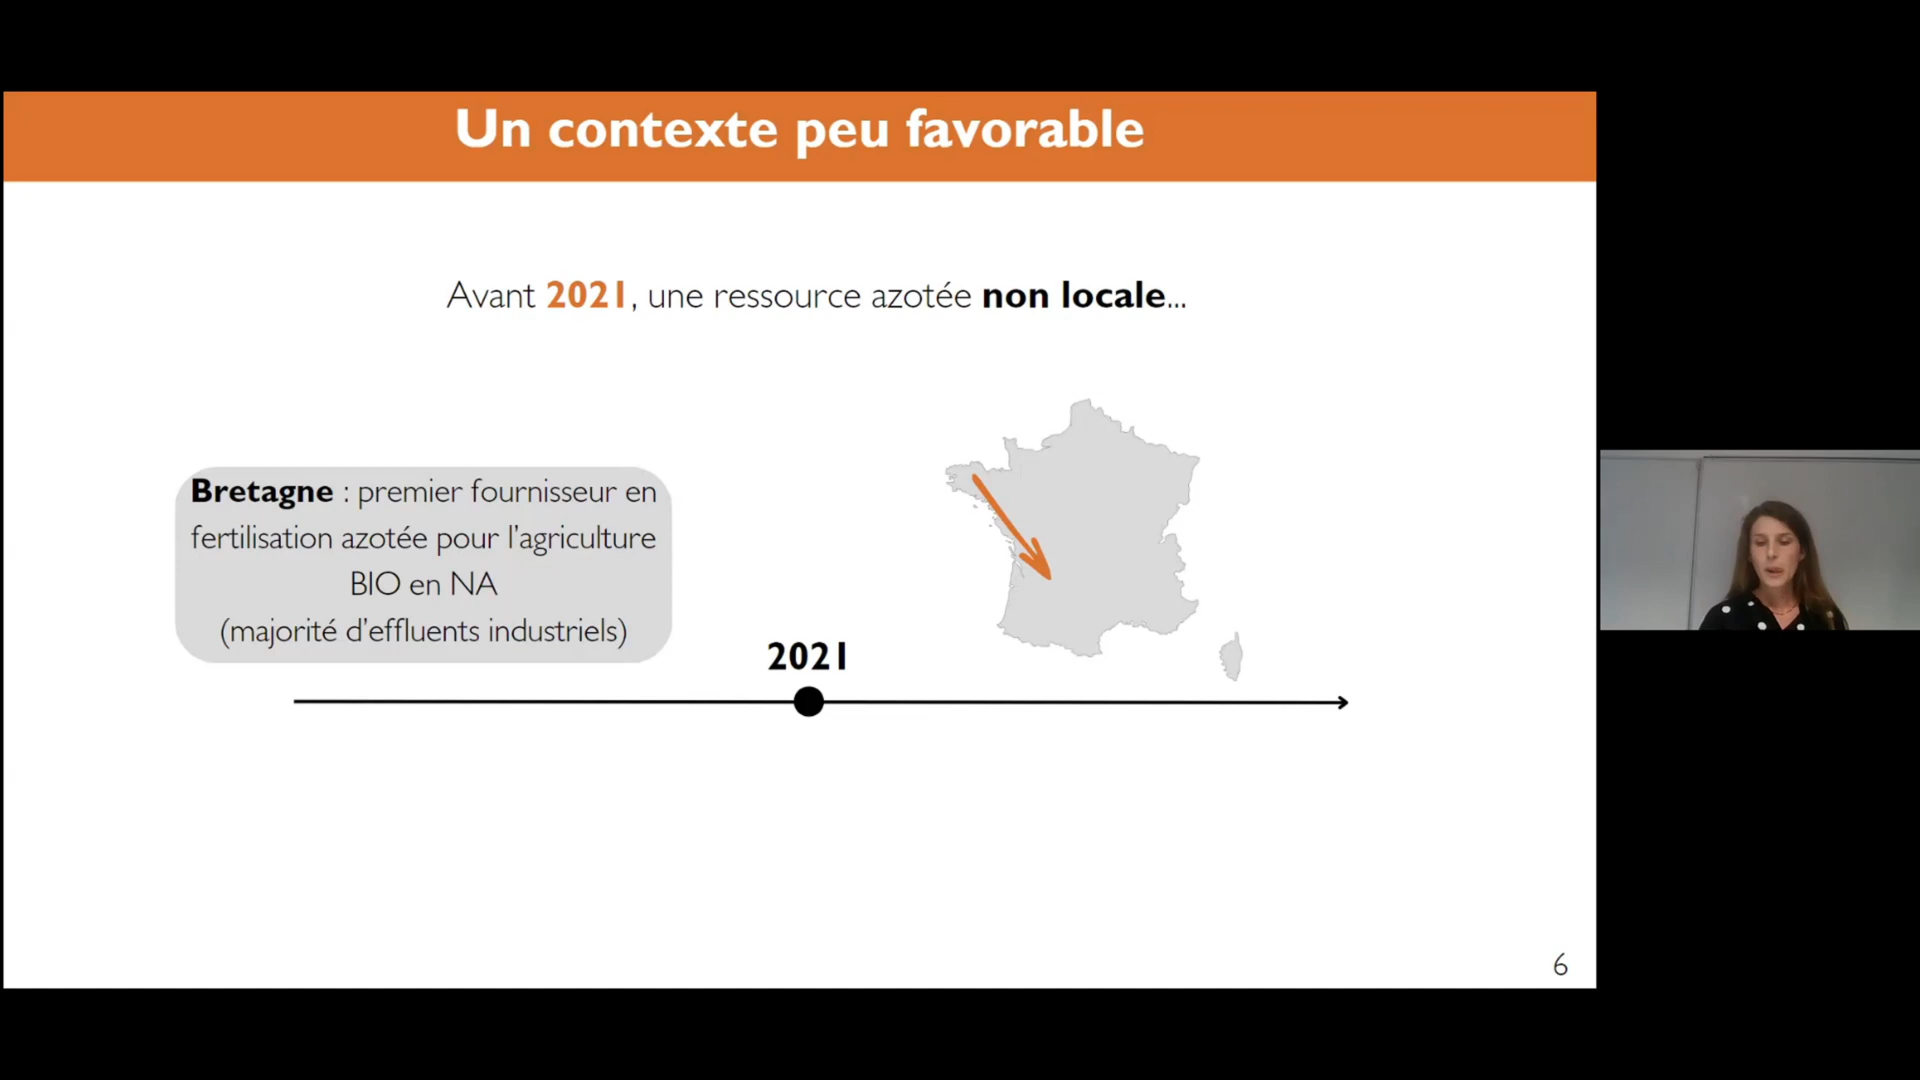 Un contexte peu favorable
Avant 2021, une ressource azotée non locale...
Bretagne : premier fournisseur en
fertilisation azotée pour l'agriculture
BIO en NA
(majorité d'effluents industriels)
2021
6